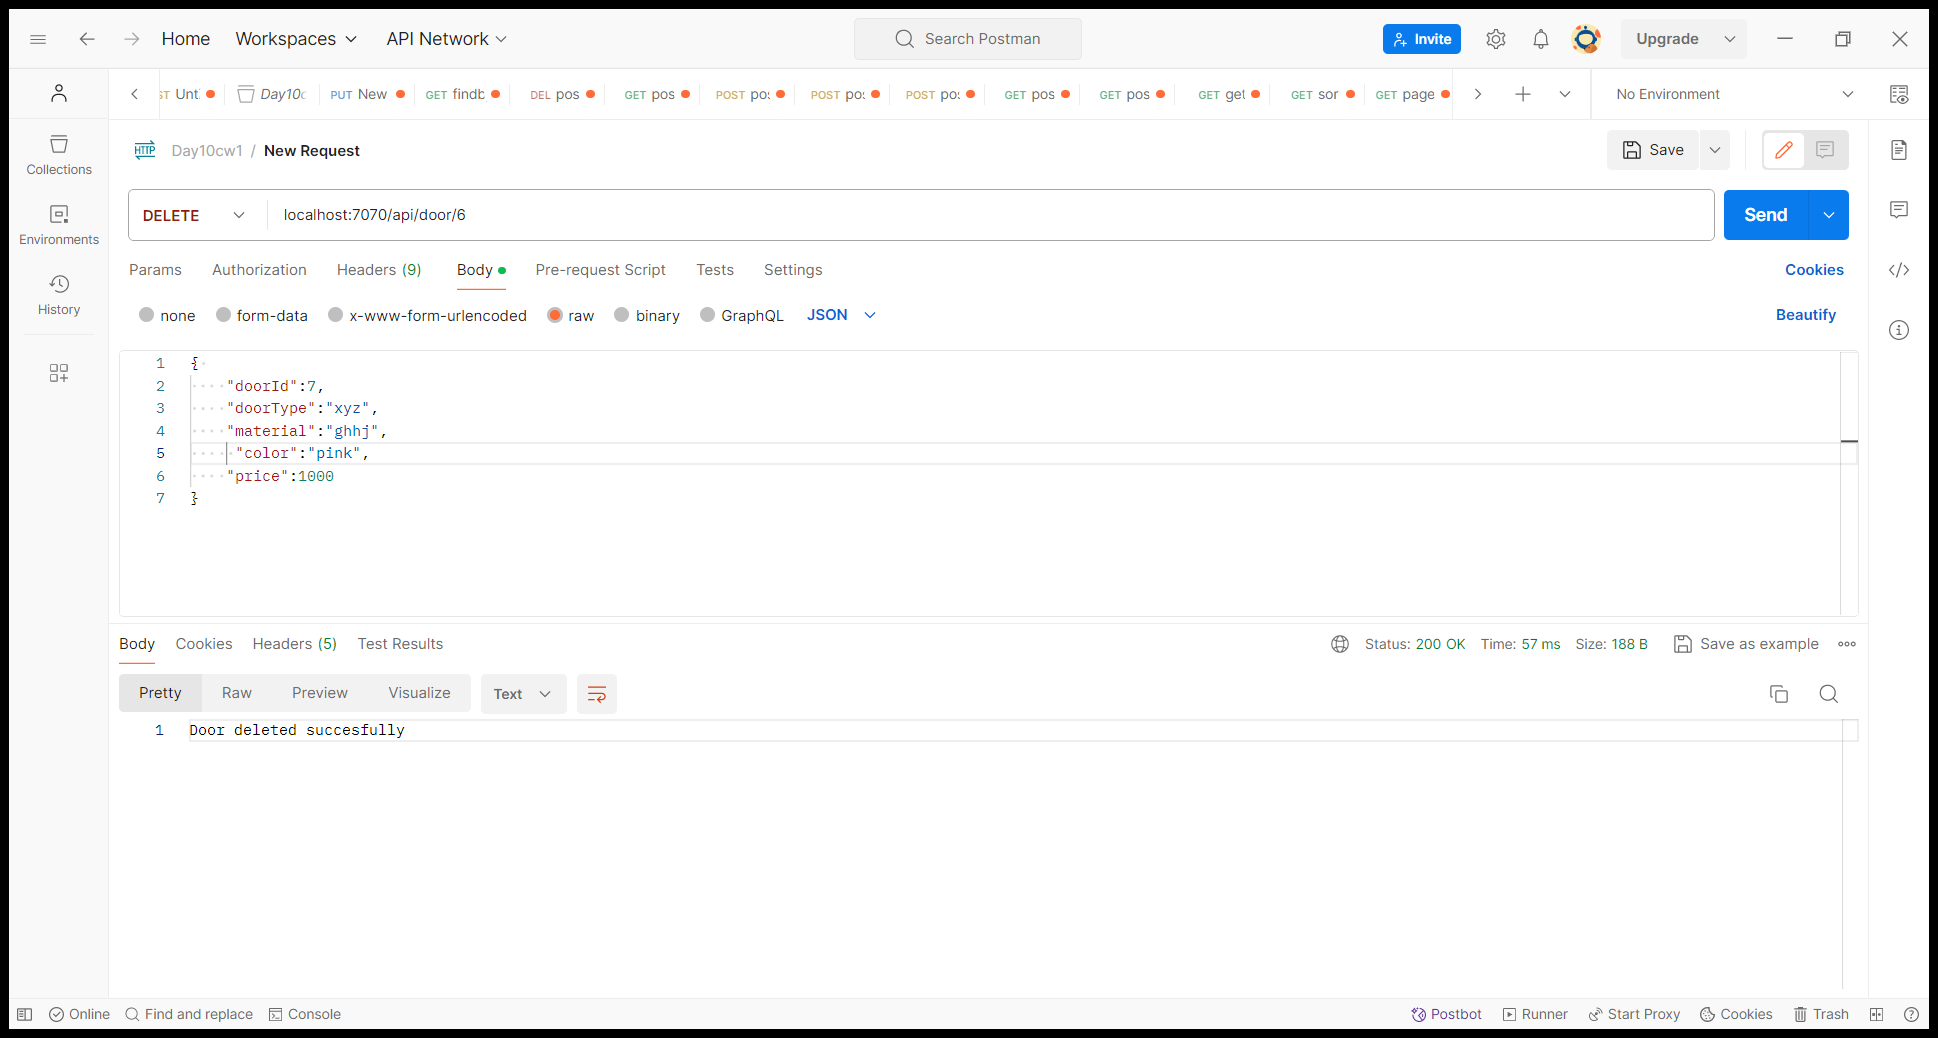 Home Workspaces API Network Search Postman Invite Upgrade
Unt Day10c PUT New GET findb DEL pos GET pos POST pos POST pos POST pos GET pos GET pos GET get GET sor GET page No Environment
HTTP Day10cw1 / New Request Save
DELETE localhost:7070/api/door/6 Send
Params Authorization Headers (9) Body Pre-request Script Tests Settings Cookies
none form-data x-www-form-urlencoded raw binary GraphQL JSON Beautify
Collections
Environments
History
1 {
2 "doorId":7,
3 "doorType":"xyz",
4 "material":"ghhj",
5 "color":"pink",
6 "price":1000
7 }
Body Cookies Headers (5) Test Results Status: 200 OK Time: 57 ms Size: 188 B Save as example
Pretty Raw Preview Visualize Text
1 Door deleted succesfully
Online Find and replace Console Postbot Runner Start Proxy Cookies Trash